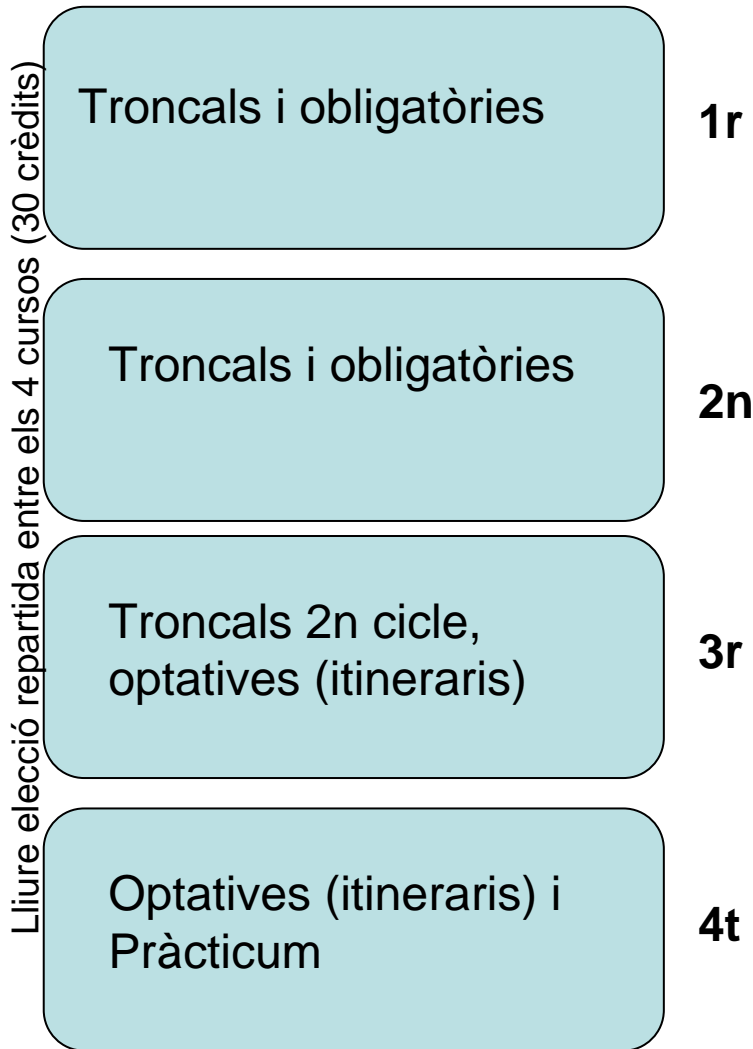 Lliure elecció repartida entre els 4 cursos (30 crèdits)
Troncals i obligatòries
1r
Troncals i obligatòries
2n
Troncals 2n cicle,
optatives (itineraris)
3r
Optatives (itineraris) i
Pràcticum
4t